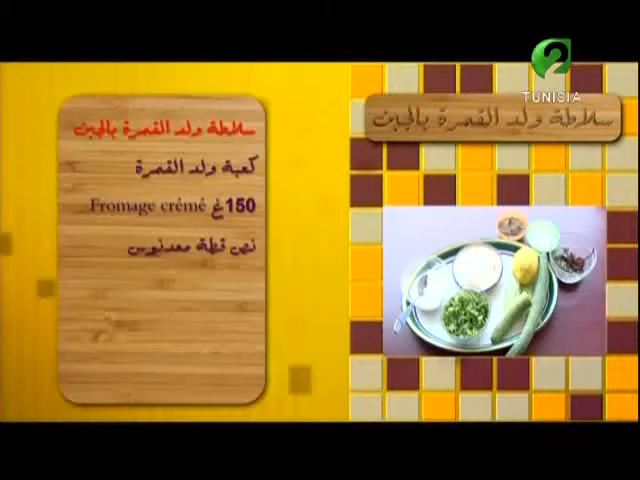 2
TUNISIA
سلاطة ولد القمرة بالجبن
سلاطة ولد القمرة بالجبن
كعبة ولد القمرة
150غ Fromage crémé
نص قطة معدنوس